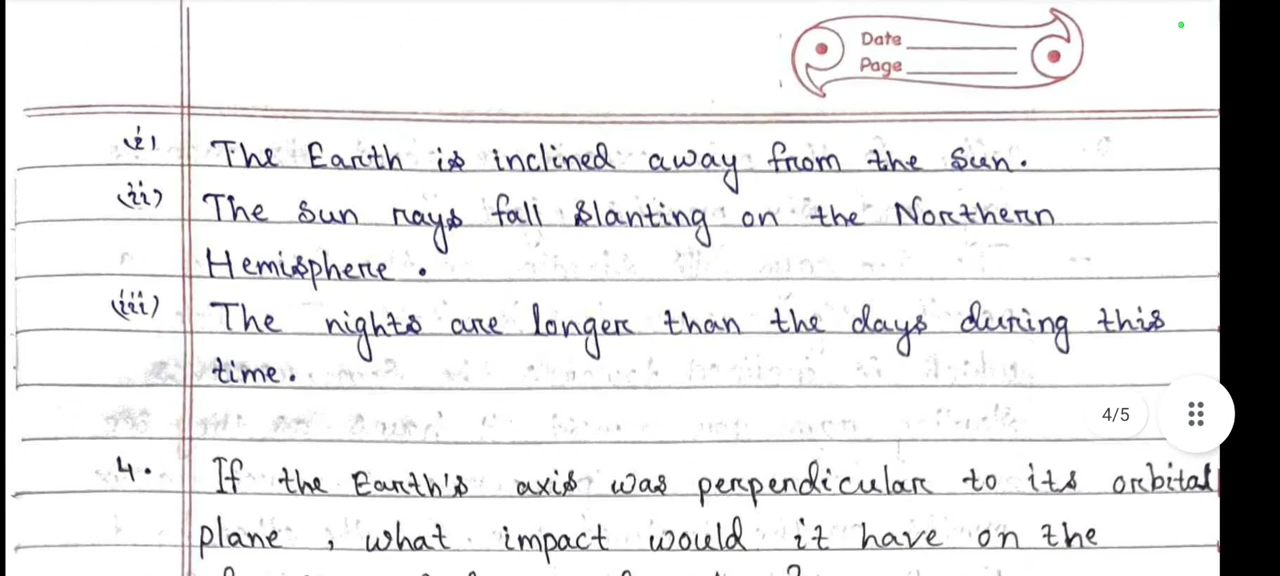 Date
Page
(i) The Earth is inclined away from the Sun.
(ii) The Sun rays fall slanting on the Northern
Hemisphere.
(iii) The nights are longer than the days during this
time.
4/5
4. If the Earth's axis was perpendicular to its orbital
plane, what impact would it have on the